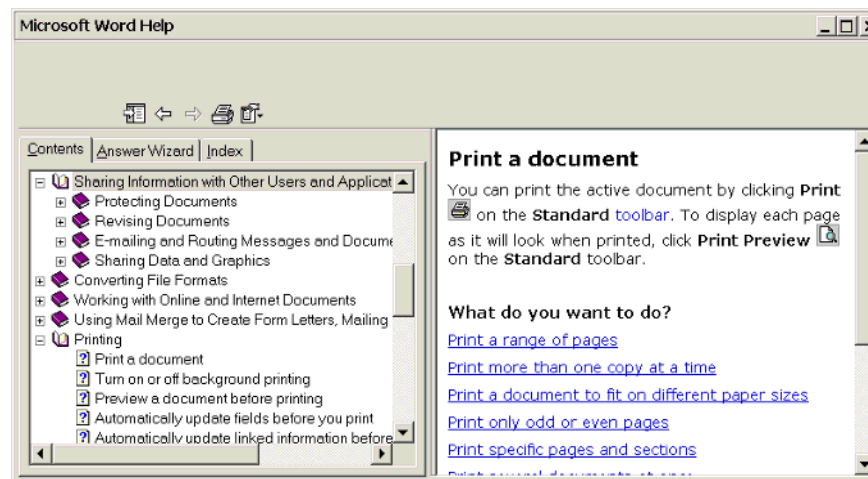 Microsoft Word Help
Contents Answer Wizard Index
Sharing Information with Other Users and Applicat
Protecting Documents
Revising Documents
E-mailing and Routing Messages and Docume
Sharing Data and Graphics
Converting File Formats
Working with Online and Internet Documents
Using Mail Merge to Create Form Letters, Mailing
Printing
Print a document
Turn on or off background printing
Preview a document before printing
Automatically update fields before you print
Automatically update linked information before
Print a document
You can print the active document by clicking Print
on the Standard toolbar. To display each page
as it will look when printed, click Print Preview
on the Standard toolbar.
What do you want to do?
Print a range of pages
Print more than one copy at a time
Print a document to fit on different paper sizes
Print only odd or even pages
Print specific pages and sections
Print several documents at once